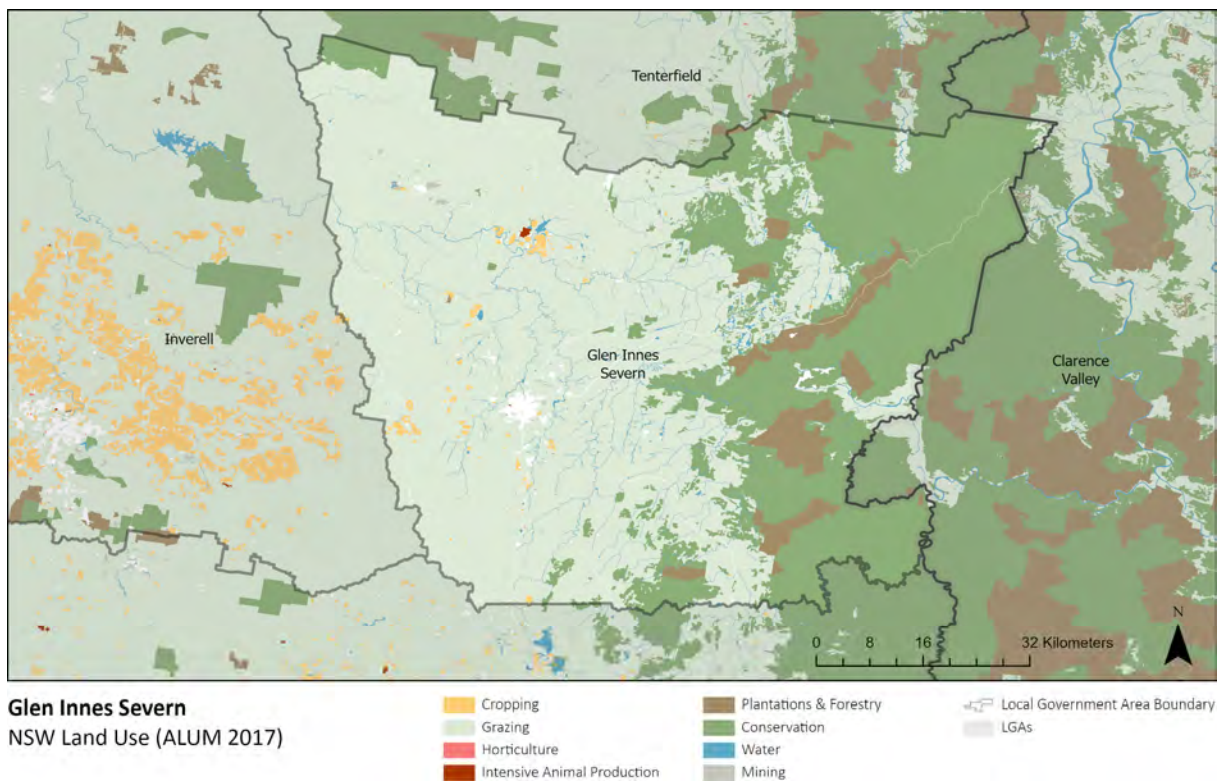 Tenterfield
Inverell
Glen Innes
Severn
Clarence
Valley
N
0 8 16 32 Kilometers
Glen Innes Severn
NSW Land Use (ALUM 2017)
Cropping
Grazing
Horticulture
Intensive Animal Production
Plantations & Forestry
Conservation
Water
Mining
Local Government Area Boundary
LGAs